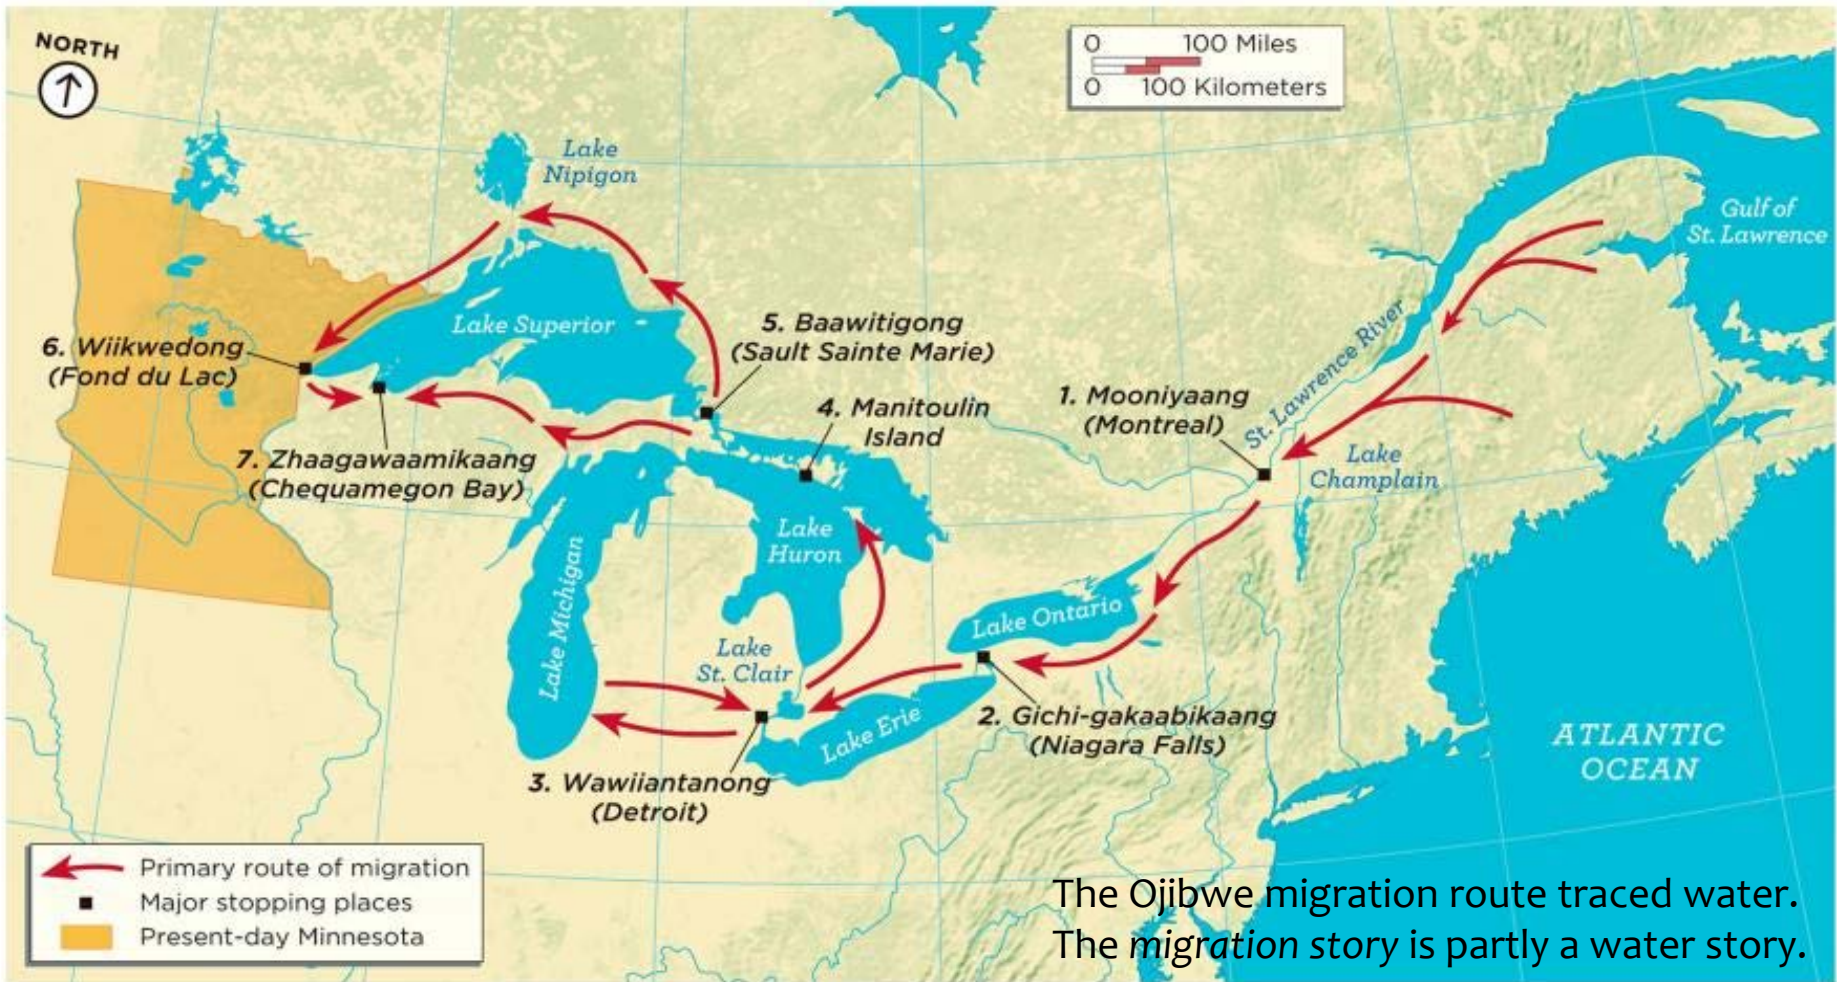 NORTH
0 100 Miles
0 100 Kilometers
Lake
Nipigon
Gulf of
St. Lawrence
Lake Superior
5. Baawitigong
(Sault Sainte Marie)
6. Wiikwedong
(Fond du Lac)
St. Lawrence River
1. Mooniyaang
(Montreal)
4. Manitoulin
Island
7. Zhaagawaamikaang
(Chequamegon Bay)
Lake
Champlain
Lake
Huron
Lake Michigan
Lake Ontario
Lake
St. Clair
Lake Erie
2. Gichi-gakaabikaang
(Niagara Falls)
ATLANTIC
OCEAN
3. Wawiiantanong
(Detroit)
Primary route of migration
Major stopping places
Present-day Minnesota
The Ojibwe migration route traced water.
The migration story is partly a water story.